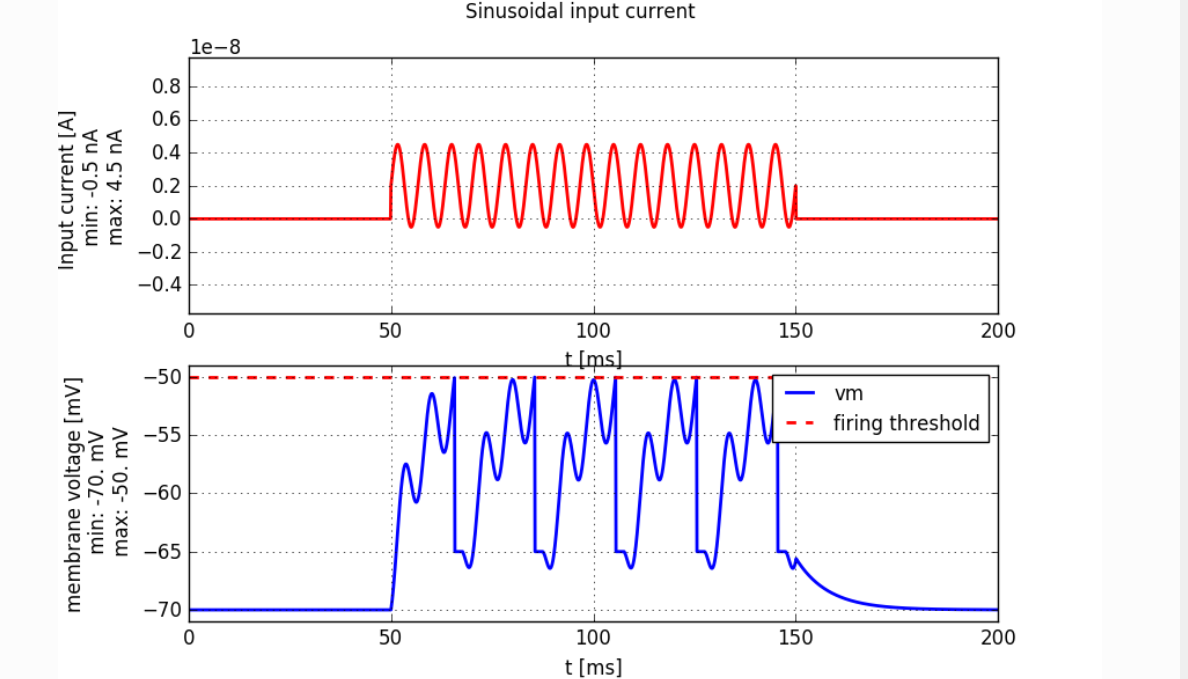 Sinusoidal input current
1e−8
Input current [A]
min: -0.5 nA
max: 4.5 nA
0.8
0.6
0.4
0.2
0.0
−0.2
−0.4
0 50 100 150 200
t [ms]
membrane voltage [mV]
min: -70. mV
max: -50. mV
−50
−55
−60
−65
−70
vm
firing threshold
0 50 100 150 200
t [ms]